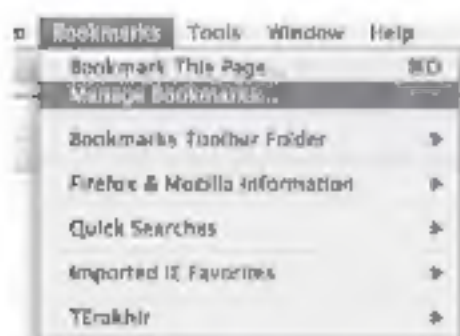 Bookmarks Tools Window Help
Bookmark This Page... ⌘D
Manage Bookmarks...
Bookmarks Toolbar Folder
Firefox & Mozilla Information
Quick Searches
Imported IE Favorites
TErakhir